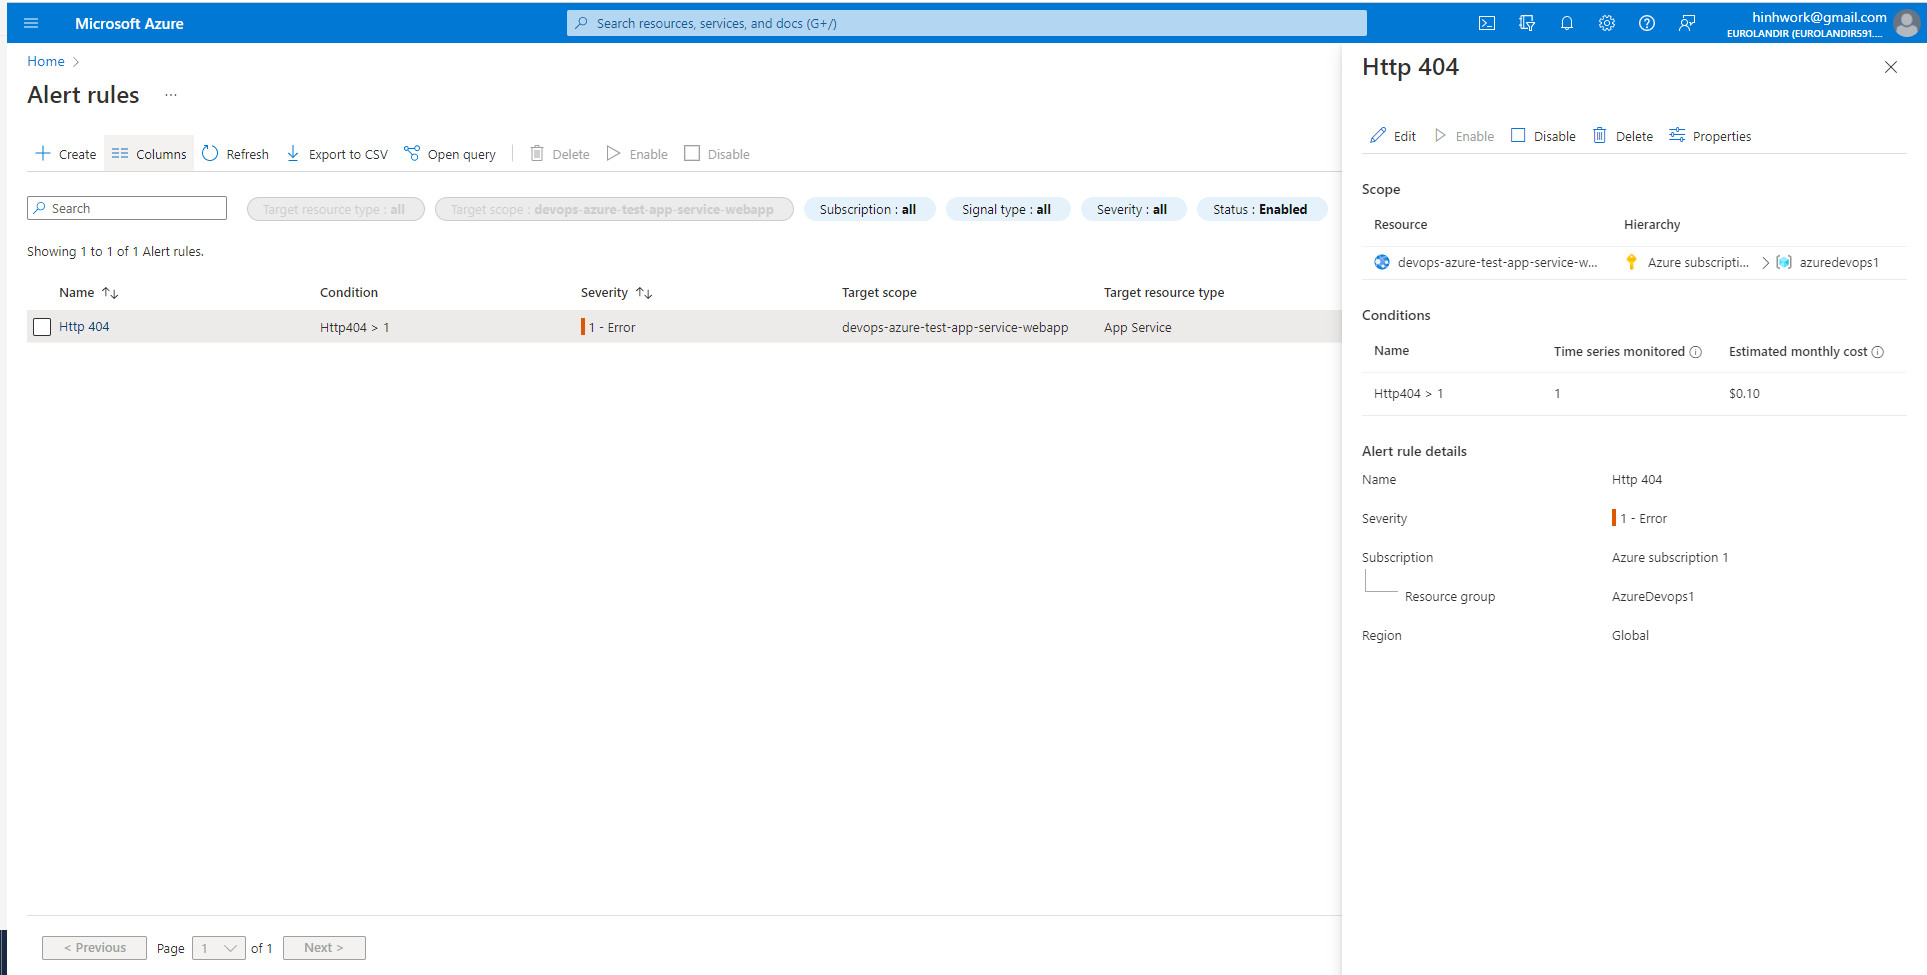 Microsoft Azure
Search resources, services, and docs (G+/)
hinhwork@gmail.com
EUROLANDIR (EUROLANDIR591....
Home >
Alert rules ...
Create Columns Refresh Export to CSV Open query Delete Enable Disable
Search
Target resource type : all
Target scope : devops-azure-test-app-service-webapp
Subscription : all
Signal type : all
Severity : all
Status : Enabled
Showing 1 to 1 of 1 Alert rules.
Name ↑↓ Condition Severity ↑↓ Target scope Target resource type
Http 404 Http404 > 1 1 - Error devops-azure-test-app-service-webapp App Service
< Previous Page 1 of 1 Next >
Http 404
Edit Enable Disable Delete Properties
Scope
Resource Hierarchy
devops-azure-test-app-service-w... Azure subscripti... > azuredevops1
Conditions
Name Time series monitored Estimated monthly cost
Http404 > 1 1 $0.10
Alert rule details
Name Http 404
Severity 1 - Error
Subscription Azure subscription 1
Resource group AzureDevops1
Region Global